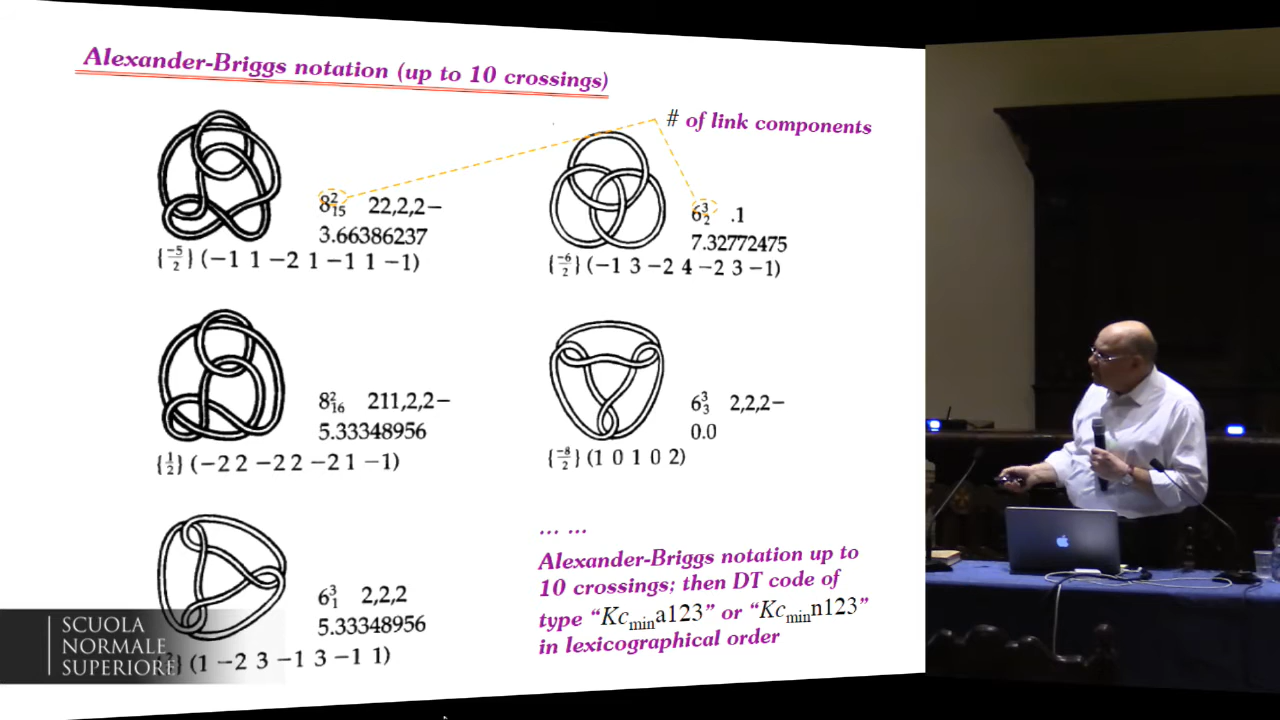 Alexander-Briggs notation (up to 10 crossings)
# of link components
8²₁₅ 22,2,2−
3.66386237
{−5/2} (−1 1 −2 1 −1 1 −1)
6³₂ .1
7.32772475
{−6/2} (−1 3 −2 4 −2 3 −1)
8²₁₆ 211,2,2−
5.33348956
{1/2} (−2 2 −2 2 −2 1 −1)
6³₃ 2,2,2−
0.0
{−8/2} (1 0 1 0 2)
6³₁ 2,2,2
5.33348956
(1 −2 3 −1 3 −1 1)
... ...
Alexander-Briggs notation up to
10 crossings; then DT code of
type “Kc_min a123” or “Kc_min n123”
in lexicographical order
SCUOLA
NORMALE
SUPERIORE